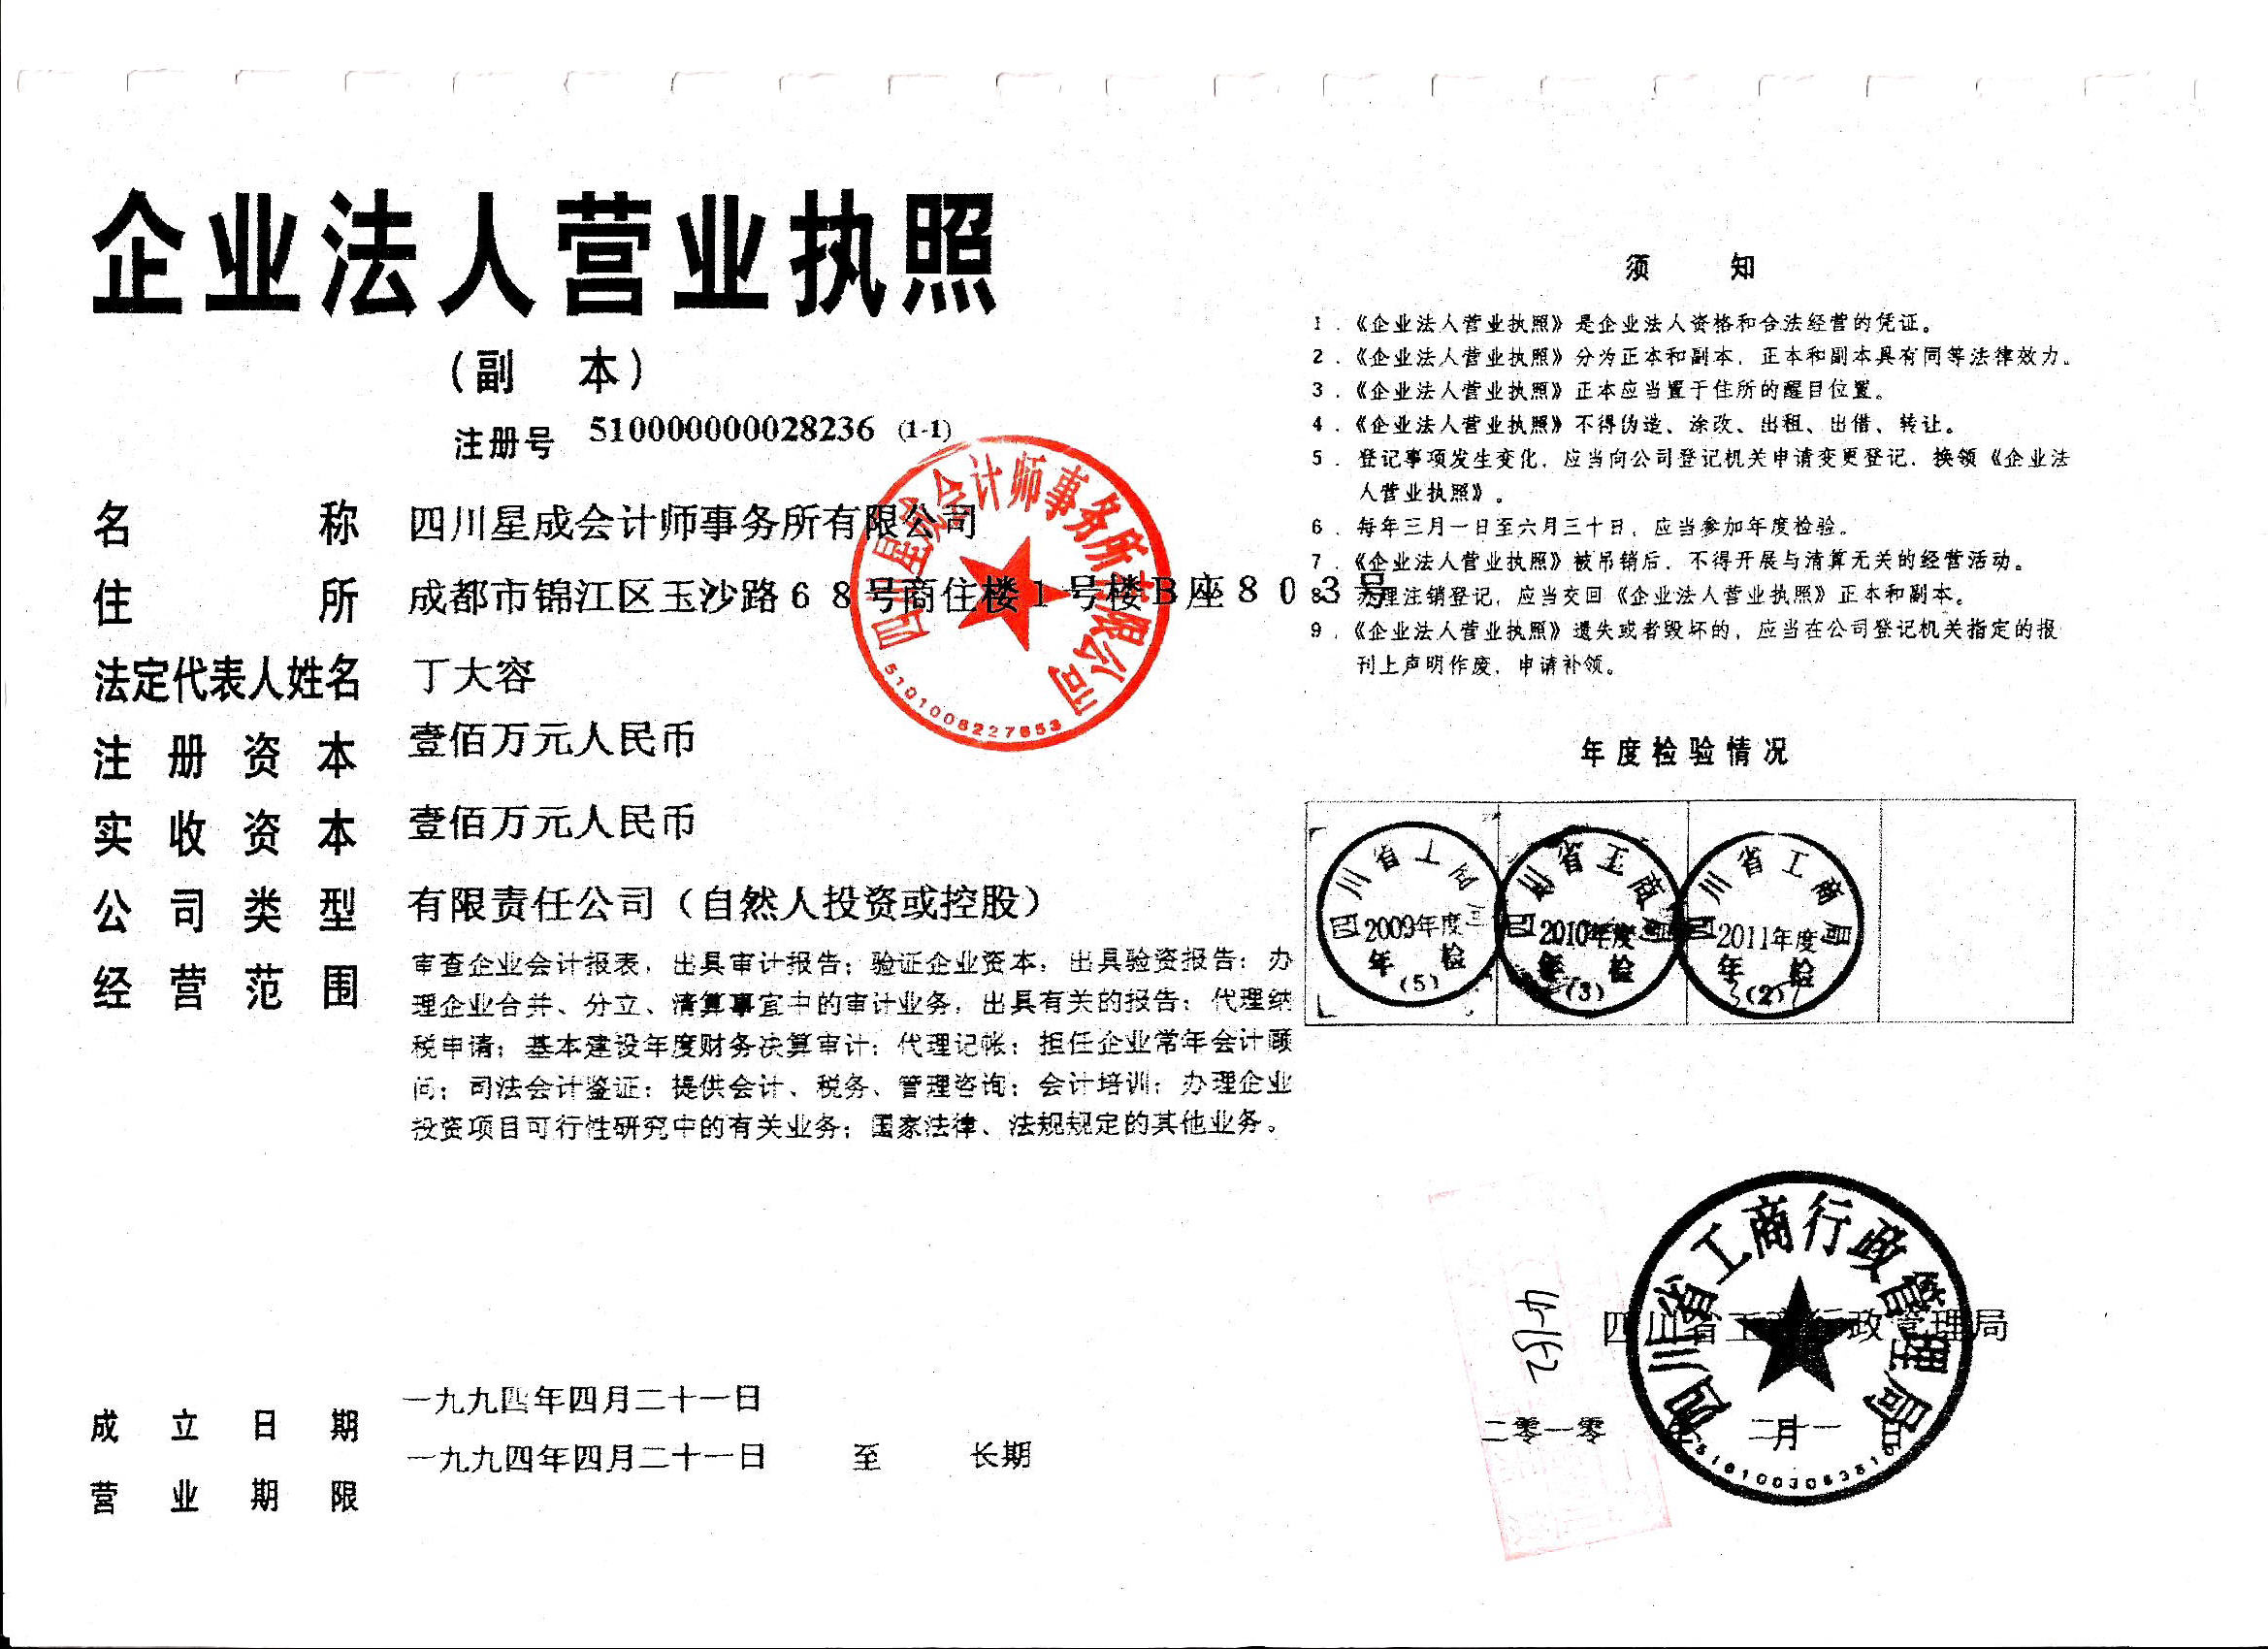 企业法人营业执照
（副 本）
注册号 510000000028236 (1-1)
名称 四川星成会计师事务所有限公司
住所 成都市锦江区玉沙路68号商住楼1号楼B座803号
法定代表人姓名 丁大容
注册资本 壹佰万元人民币
实收资本 壹佰万元人民币
公司类型 有限责任公司（自然人投资或控股）
经营范围 审查企业会计报表，出具审计报告；验证企业资本，出具验资报告；办
理企业合并、分立、清算事宜中的审计业务，出具有关的报告；代理纳
税申请；基本建设年度财务决算审计；代理记帐；担任企业常年会计顾
问；司法会计鉴证；提供会计、税务、管理咨询；会计培训；办理企业
投资项目可行性研究中的有关业务；国家法律、法规规定的其他业务。
成立日期 一九九四年四月二十一日
营业期限 一九九四年四月二十一日 至 长期
四川星成会计师事务所有限公司
5101008227653
须 知
1．《企业法人营业执照》是企业法人资格和合法经营的凭证。
2．《企业法人营业执照》分为正本和副本，正本和副本具有同等法律效力。
3．《企业法人营业执照》正本应当置于住所的醒目位置。
4．《企业法人营业执照》不得伪造、涂改、出租、出借、转让。
5．登记事项发生变化，应当向公司登记机关申请变更登记，换领《企业法
人营业执照》。
6．每年三月一日至六月三十日，应当参加年度检验。
7．《企业法人营业执照》被吊销后，不得开展与清算无关的经营活动。
8．办理注销登记，应当交回《企业法人营业执照》正本和副本。
9．《企业法人营业执照》遗失或者毁坏的，应当在公司登记机关指定的报
刊上声明作废，申请补领。
年度检验情况
四川省工商局
2009年度
年检
(5)
四川省工商局
2010年度
年检
(3)
四川省工商局
2011年度
年检
(2)
四川省工商行政管理局
四川省工商行政管理局
二零一零 二月一